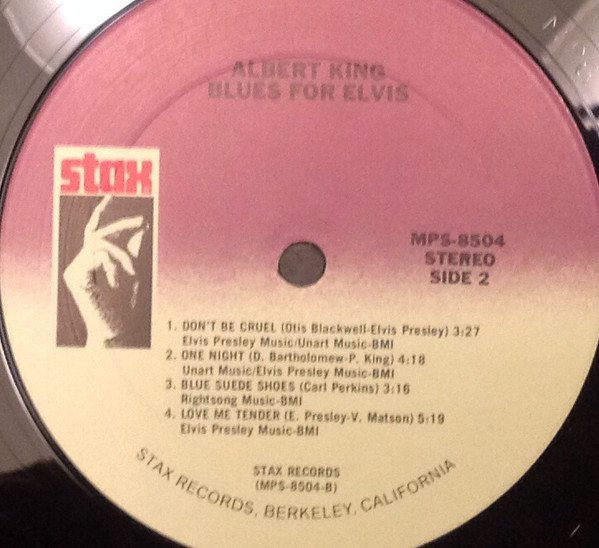 ALBERT KING
BLUES FOR ELVIS
stax
MPS-8504
STEREO
SIDE 2
1. DON'T BE CRUEL (Otis Blackwell-Elvis Presley) 3:27
Elvis Presley Music/Unart Music-BMI
2. ONE NIGHT (D. Bartholomew-P. King) 4:18
Unart Music/Elvis Presley Music-BMI
3. BLUE SUEDE SHOES (Carl Perkins) 3:16
Rightsong Music-BMI
4. LOVE ME TENDER (E. Presley-V. Matson) 5:19
Elvis Presley Music-BMI
STAX RECORDS
(MPS-8504-B)
STAX RECORDS, BERKELEY, CALIFORNIA